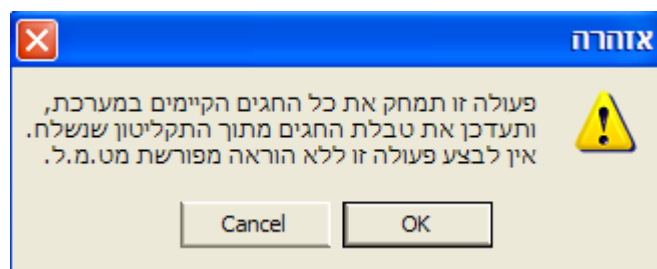 אזהרה
פעולה זו תמחק את כל החגים הקיימים במערכת,
ותעדכן את טבלת החגים מתוך התקליטון שנשלח.
אין לבצע פעולה זו ללא הוראה מפורשת מט.מ.ל.
OK
Cancel